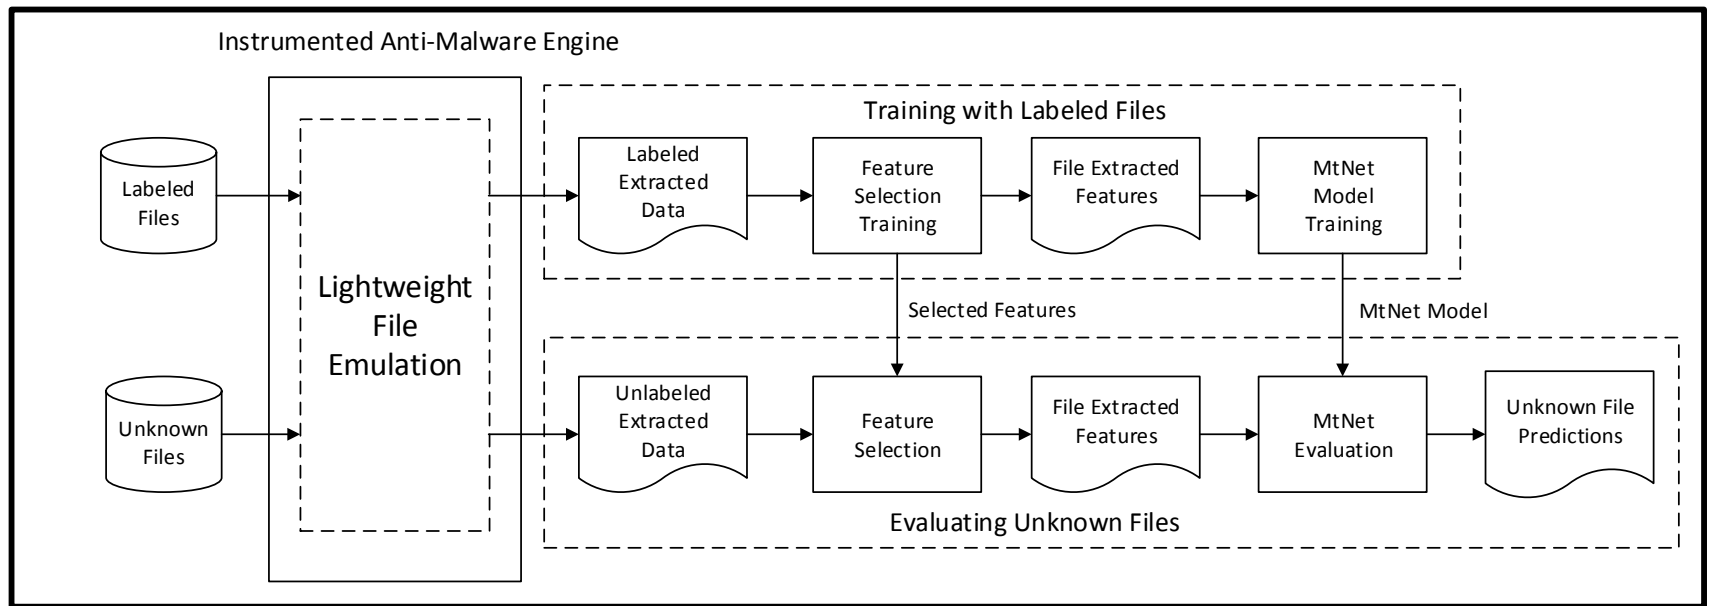 Instrumented Anti-Malware Engine
Training with Labeled Files
Labeled
Files
Lightweight
File
Emulation
Labeled
Extracted
Data
Feature
Selection
Training
File Extracted
Features
MtNet
Model
Training
Selected Features
MtNet Model
Unknown
Files
Unlabeled
Extracted
Data
Feature
Selection
File Extracted
Features
MtNet
Evaluation
Unknown File
Predictions
Evaluating Unknown Files